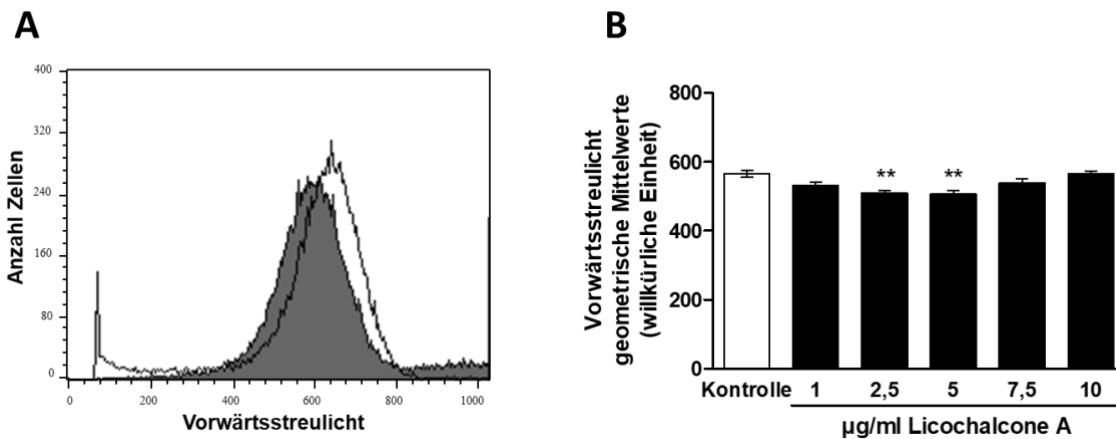 A
Anzahl Zellen
400
320
240
160
80
0
0 200 400 600 800 1000
Vorwärtsstreulicht
B
Vorwärtsstreulicht
geometrische Mittelwerte
(willkürliche Einheit)
800
600
400
200
0
** **
Kontrolle 1 2,5 5 7,5 10
µg/ml Licochalcone A